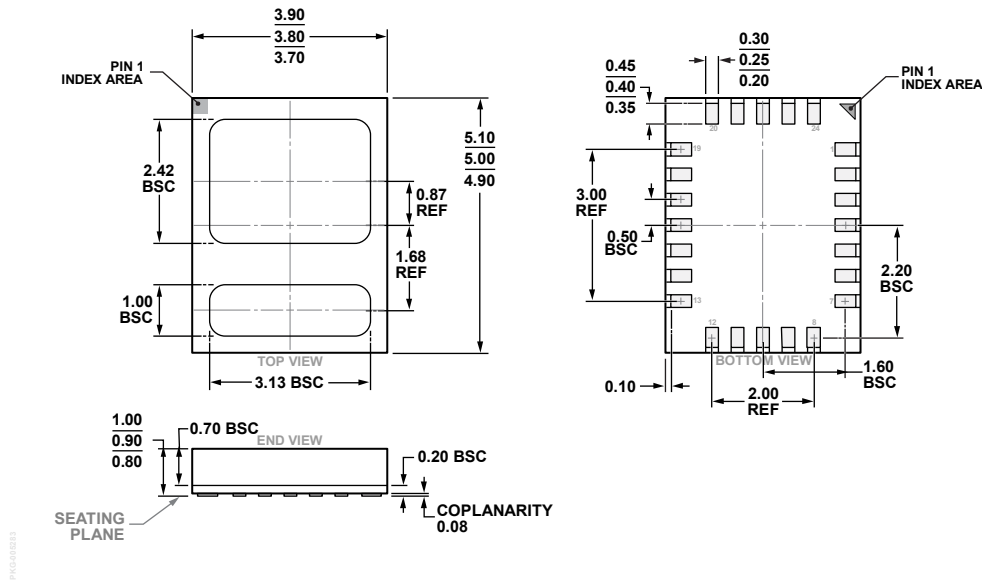 3.90
3.80
3.70
PIN 1
INDEX AREA
2.42
BSC
5.10
5.00
4.90
0.87
REF
1.68
REF
1.00
BSC
TOP VIEW
3.13 BSC
0.45
0.40
0.35
0.30
0.25
0.20
PIN 1
INDEX AREA
20
24
19
1
3.00
REF
0.50
BSC
2.20
BSC
13
7
12
8
BOTTOM VIEW
0.10
2.00
REF
1.60
BSC
1.00
0.90
0.80
0.70 BSC
END VIEW
0.20 BSC
SEATING
PLANE
COPLANARITY
0.08